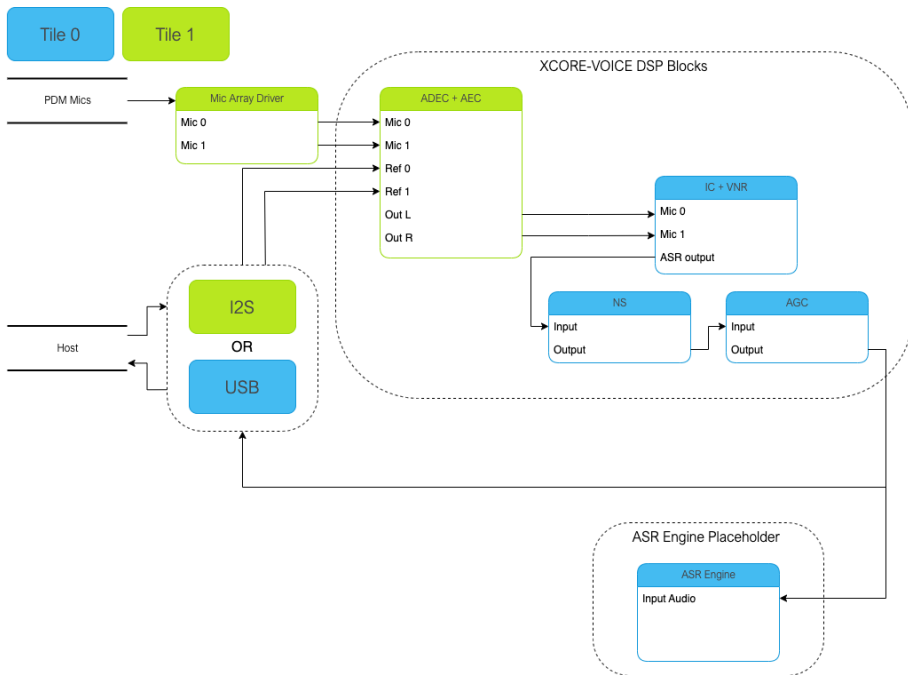 Tile 0
Tile 1
XCORE-VOICE DSP Blocks
PDM Mics
Mic Array Driver
Mic 0
Mic 1
ADEC + AEC
Mic 0
Mic 1
Ref 0
Ref 1
Out L
Out R
IC + VNR
Mic 0
Mic 1
ASR output
NS
Input
Output
AGC
Input
Output
I2S
OR
USB
Host
ASR Engine Placeholder
ASR Engine
Input Audio